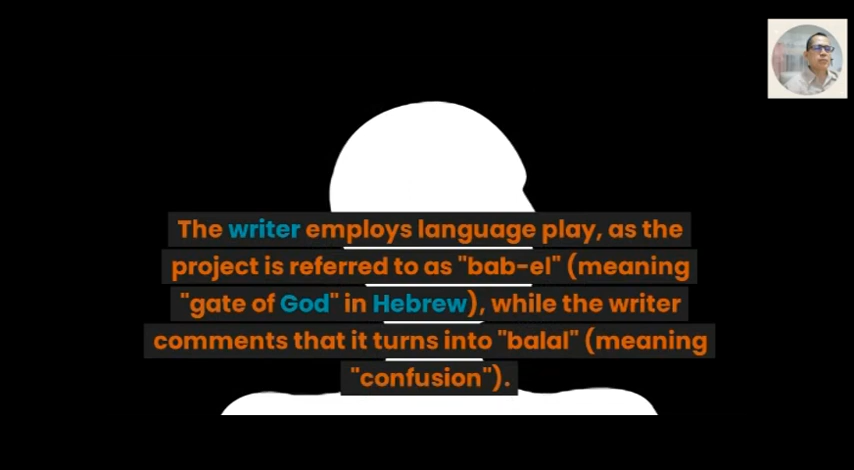 The writer employs language play, as the
project is referred to as "bab-el" (meaning
"gate of God" in Hebrew), while the writer
comments that it turns into "balal" (meaning
"confusion").